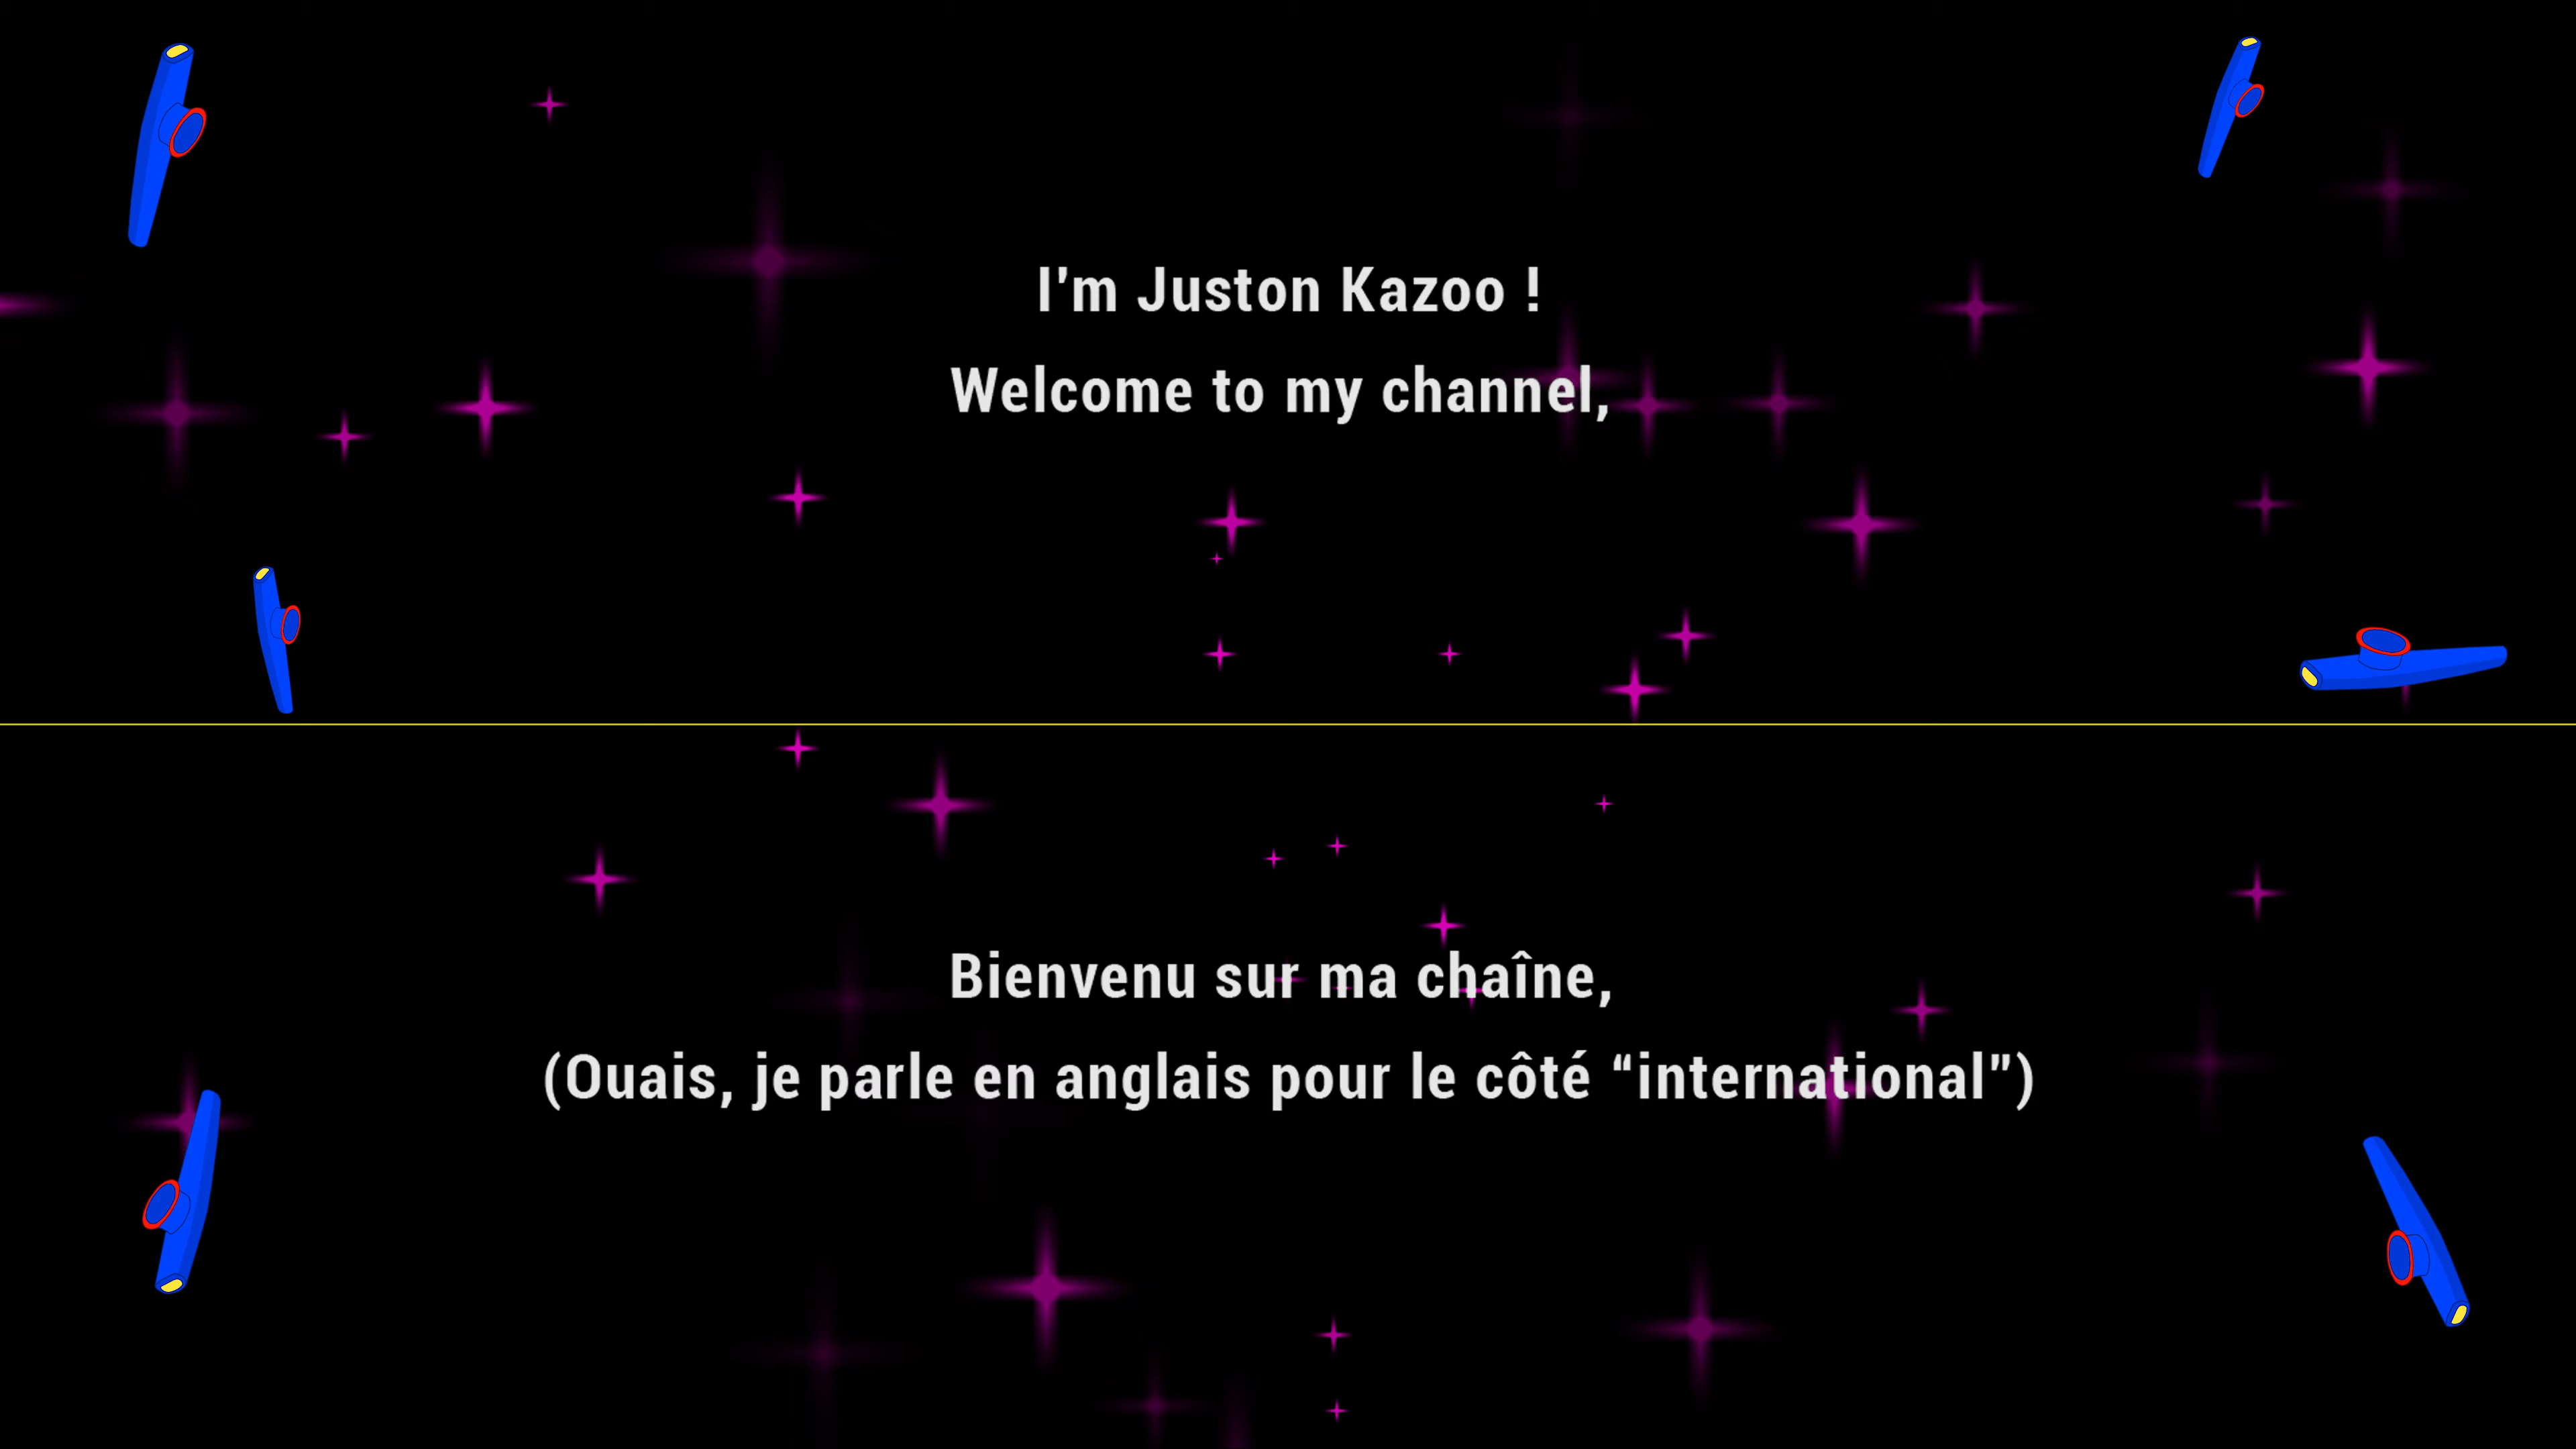 I'm Juston Kazoo !
Welcome to my channel,
Bienvenu sur ma chaîne,
(Ouais, je parle en anglais pour le côté “international”)